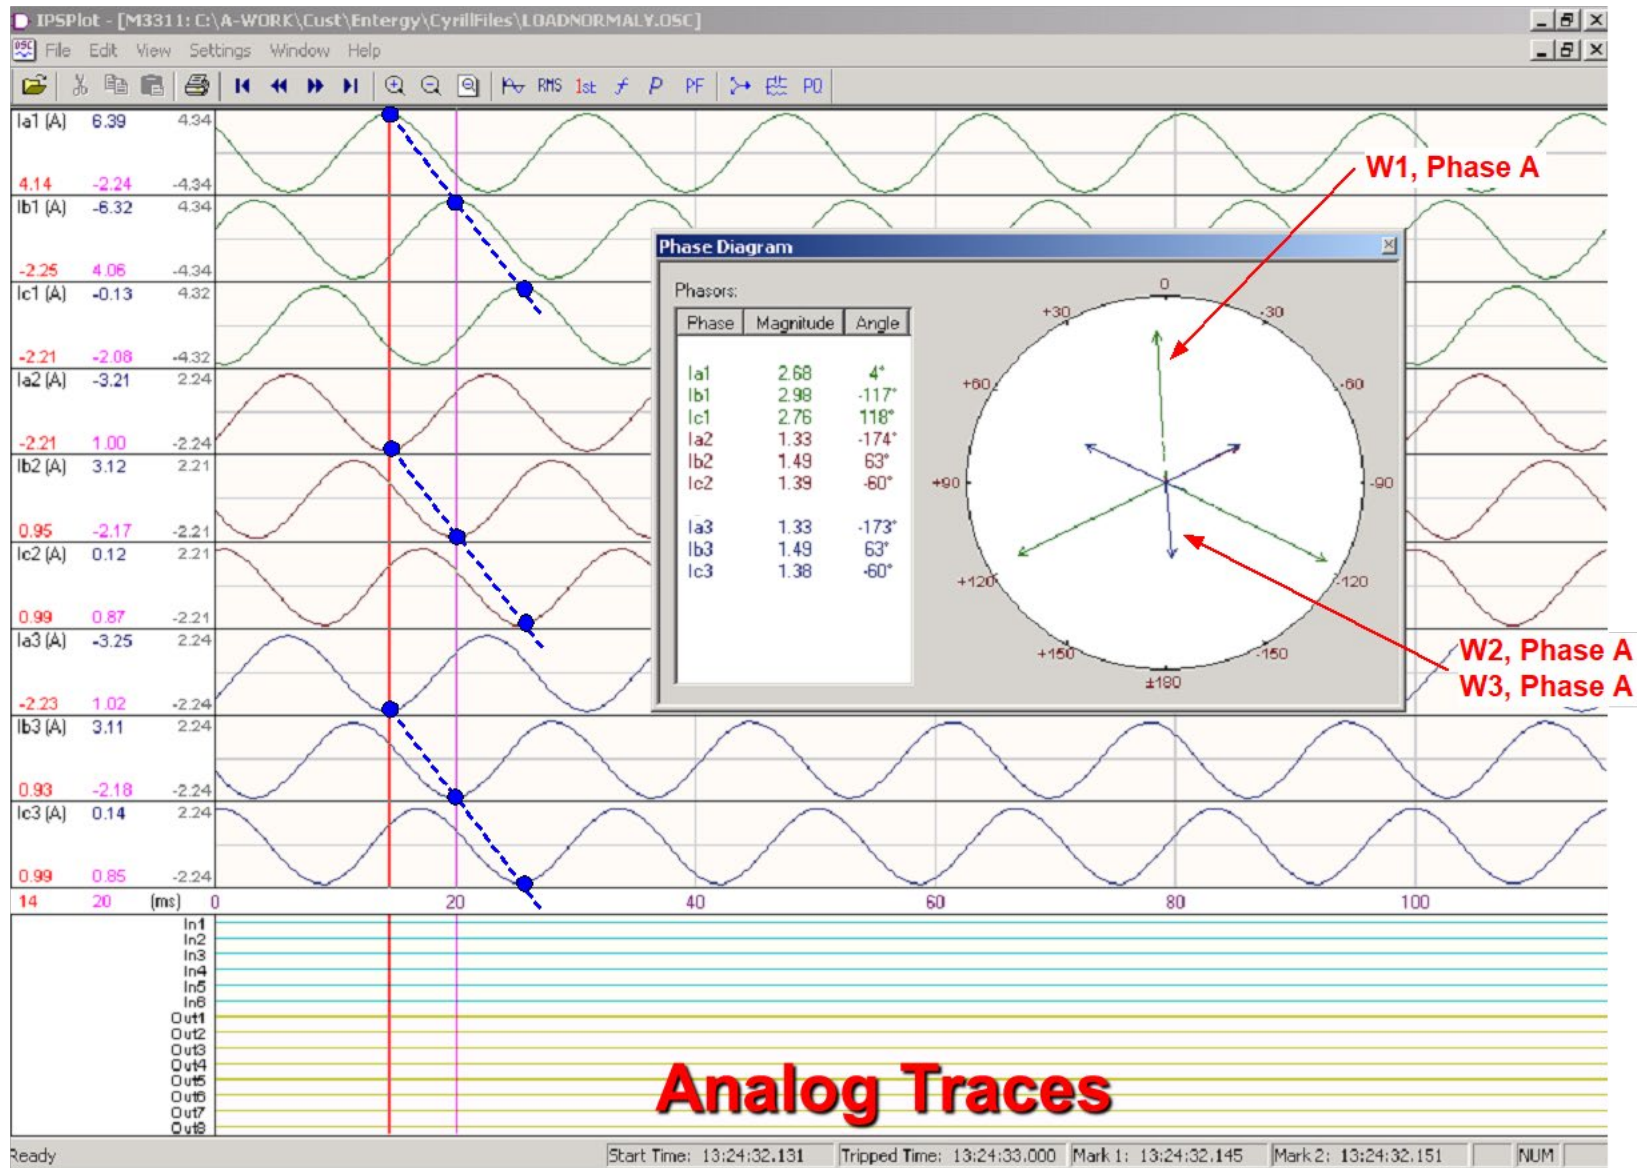 IPSPlot - [M3311: C:\A-WORK\Cust\Entergy\CyrillFiles\LOADNORMALY.OSC]
OSC File Edit View Settings Window Help
RMS 1st f P PF PQ
Ia1 (A) 6.39 4.34
4.14 -2.24 -4.34
W1, Phase A
Ib1 (A) -6.32 4.34
-2.25 4.06 -4.34
Ic1 (A) -0.13 4.32
-2.21 -2.08 -4.32
Ia2 (A) -3.21 2.24
-2.21 1.00 -2.24
Ib2 (A) 3.12 2.21
0.95 -2.17 -2.21
Ic2 (A) 0.12 2.21
0.99 0.87 -2.21
Ia3 (A) -3.25 2.24
-2.23 1.02 -2.24
Ib3 (A) 3.11 2.24
0.93 -2.18 -2.24
Ic3 (A) 0.14 2.24
0.99 0.85 -2.24
14 20 (ms) 0 20 40 60 80 100
Phase Diagram
Phasors:
Phase Magnitude Angle
Ia1 2.68 4°
Ib1 2.98 -117°
Ic1 2.76 118°
Ia2 1.33 -174°
Ib2 1.49 63°
Ic2 1.39 -60°
Ia3 1.33 -173°
Ib3 1.49 63°
Ic3 1.38 -60°
0
+30 -30
+60 -60
+90 -90
+120 -120
+150 -150
±180
W2, Phase A
W3, Phase A
In1
In2
In3
In4
In5
In6
Out1
Out2
Out3
Out4
Out5
Out6
Out7
Out8
Analog Traces
Ready Start Time: 13:24:32.131 Tripped Time: 13:24:33.000 Mark 1: 13:24:32.145 Mark 2: 13:24:32.151 NUM